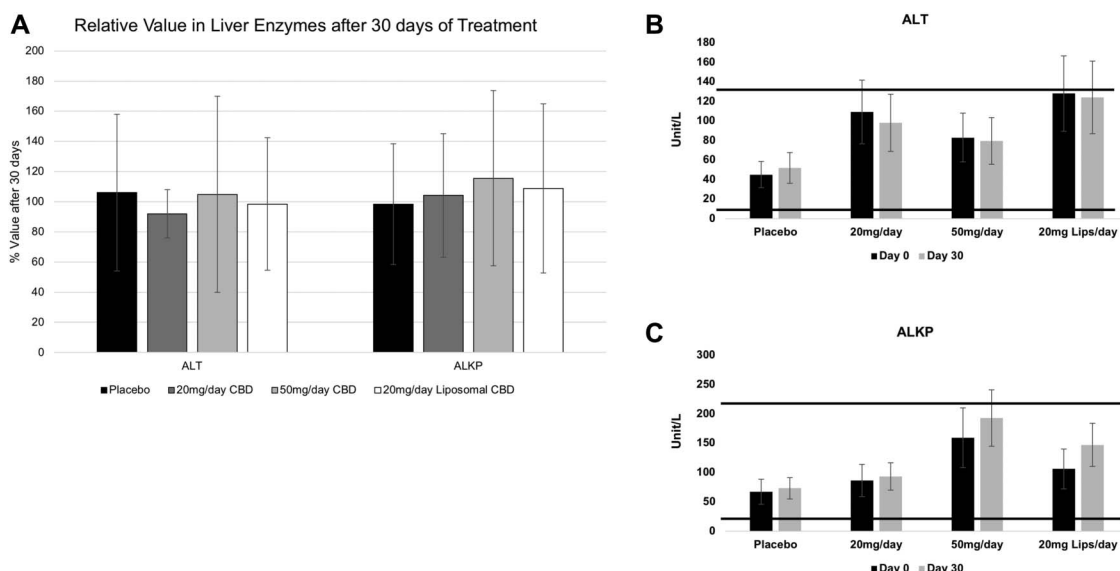 A
Relative Value in Liver Enzymes after 30 days of Treatment
200
180
160
140
120
100
80
60
40
20
0
% Value after 30 days
ALT
ALKP
Placebo
20mg/day CBD
50mg/day CBD
20mg/day Liposomal CBD
B
ALT
180
160
140
120
100
80
60
40
20
0
Unit/L
Placebo
20mg/day
50mg/day
20mg Lips/day
Day 0
Day 30
C
ALKP
300
250
200
150
100
50
0
Unit/L
Placebo
20mg/day
50mg/day
20mg Lips/day
Day 0
Day 30